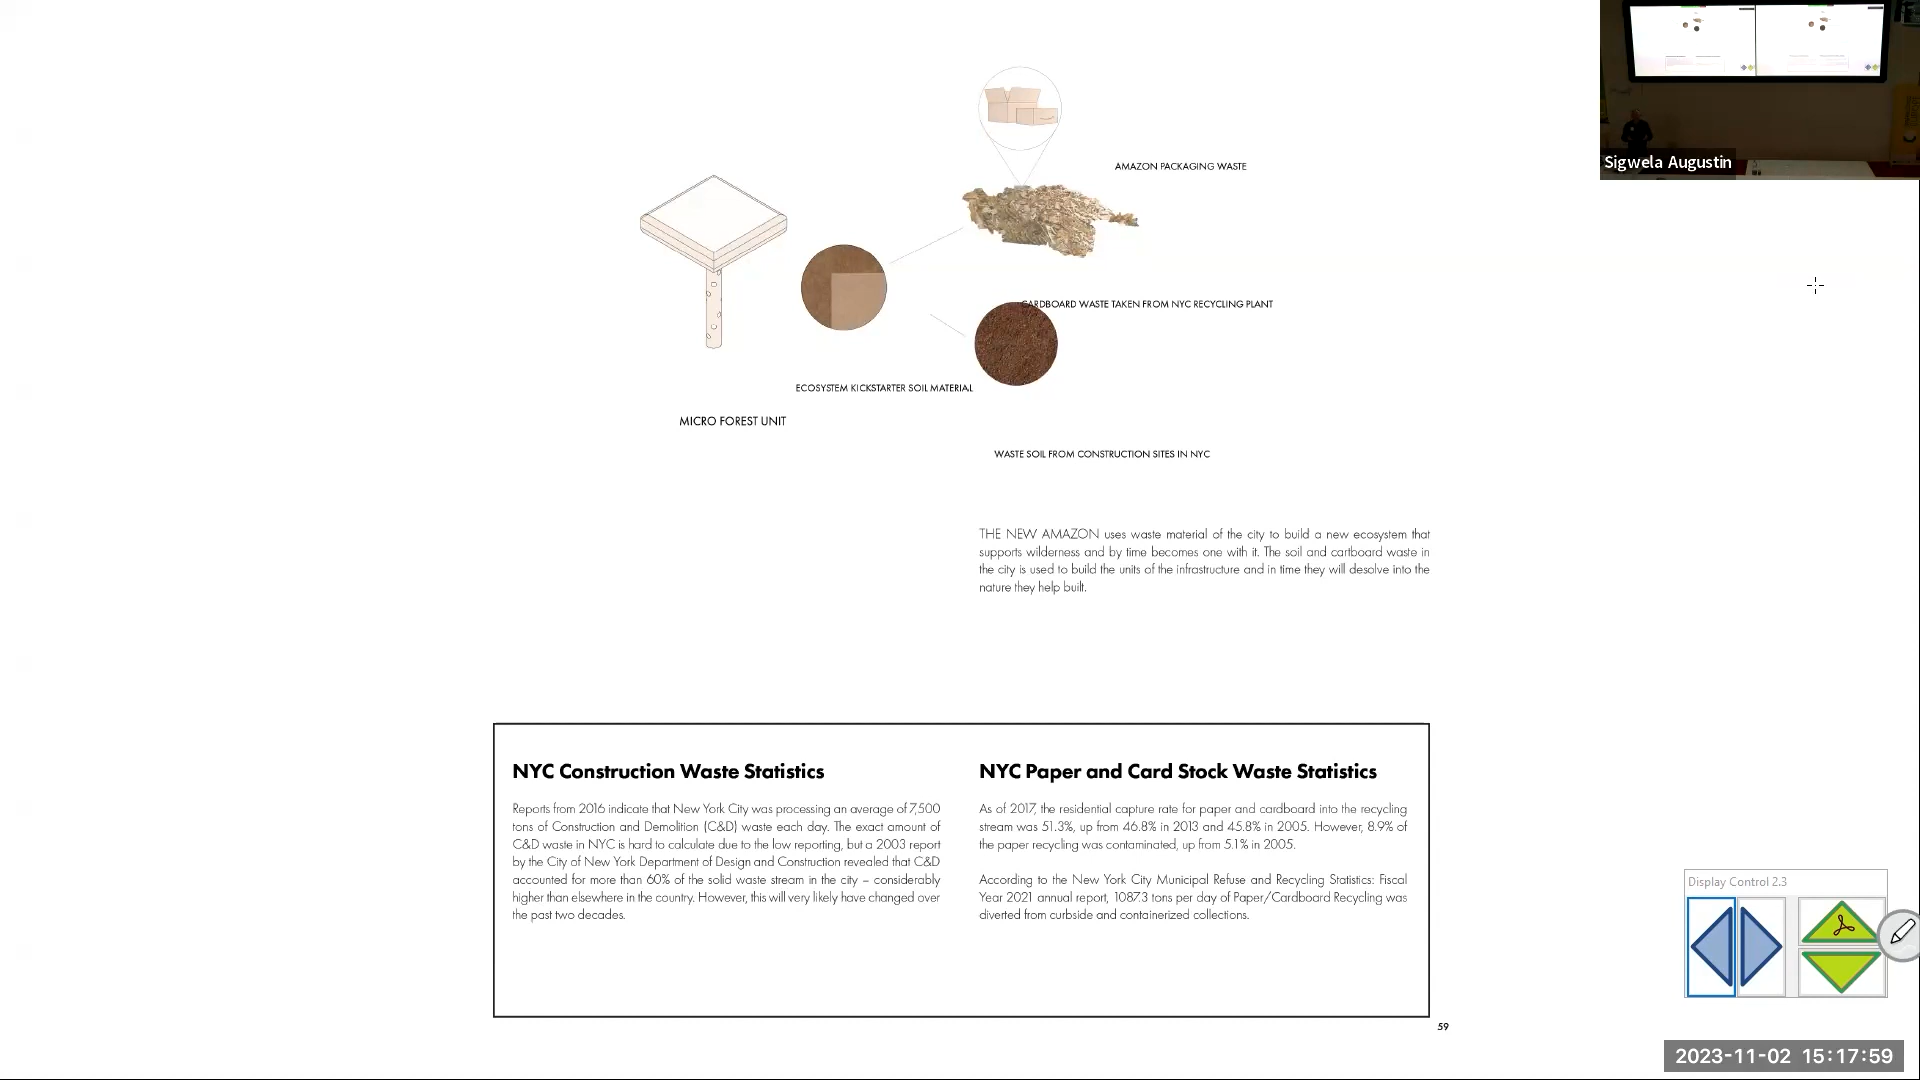 Sigwela Augustin
AMAZON PACKAGING WASTE
CARDBOARD WASTE TAKEN FROM NYC RECYCLING PLANT
ECOSYSTEM KICKSTARTER SOIL MATERIAL
MICRO FOREST UNIT
WASTE SOIL FROM CONSTRUCTION SITES IN NYC
THE NEW AMAZON uses waste material of the city to build a new ecosystem that
supports wilderness and by time becomes one with it. The soil and cartboard waste in
the city is used to build the units of the infrastructure and in time they will desolve into the
nature they help built.
NYC Construction Waste Statistics
Reports from 2016 indicate that New York City was processing an average of 7,500
tons of Construction and Demolition (C&D) waste each day. The exact amount of
C&D waste in NYC is hard to calculate due to the low reporting, but a 2003 report
by the City of New York Department of Design and Construction revealed that C&D
accounted for more than 60% of the solid waste stream in the city – considerably
higher than elsewhere in the country. However, this will very likely have changed over
the past two decades.
NYC Paper and Card Stock Waste Statistics
As of 2017, the residential capture rate for paper and cardboard into the recycling
stream was 51.3%, up from 46.8% in 2013 and 45.8% in 2005. However, 8.9% of
the paper recycling was contaminated, up from 5.1% in 2005.
According to the New York City Municipal Refuse and Recycling Statistics: Fiscal
Year 2021 annual report, 1087.3 tons per day of Paper/Cardboard Recycling was
diverted from curbside and containerized collections.
59
Display Control 2.3
2023-11-02 15:17:59